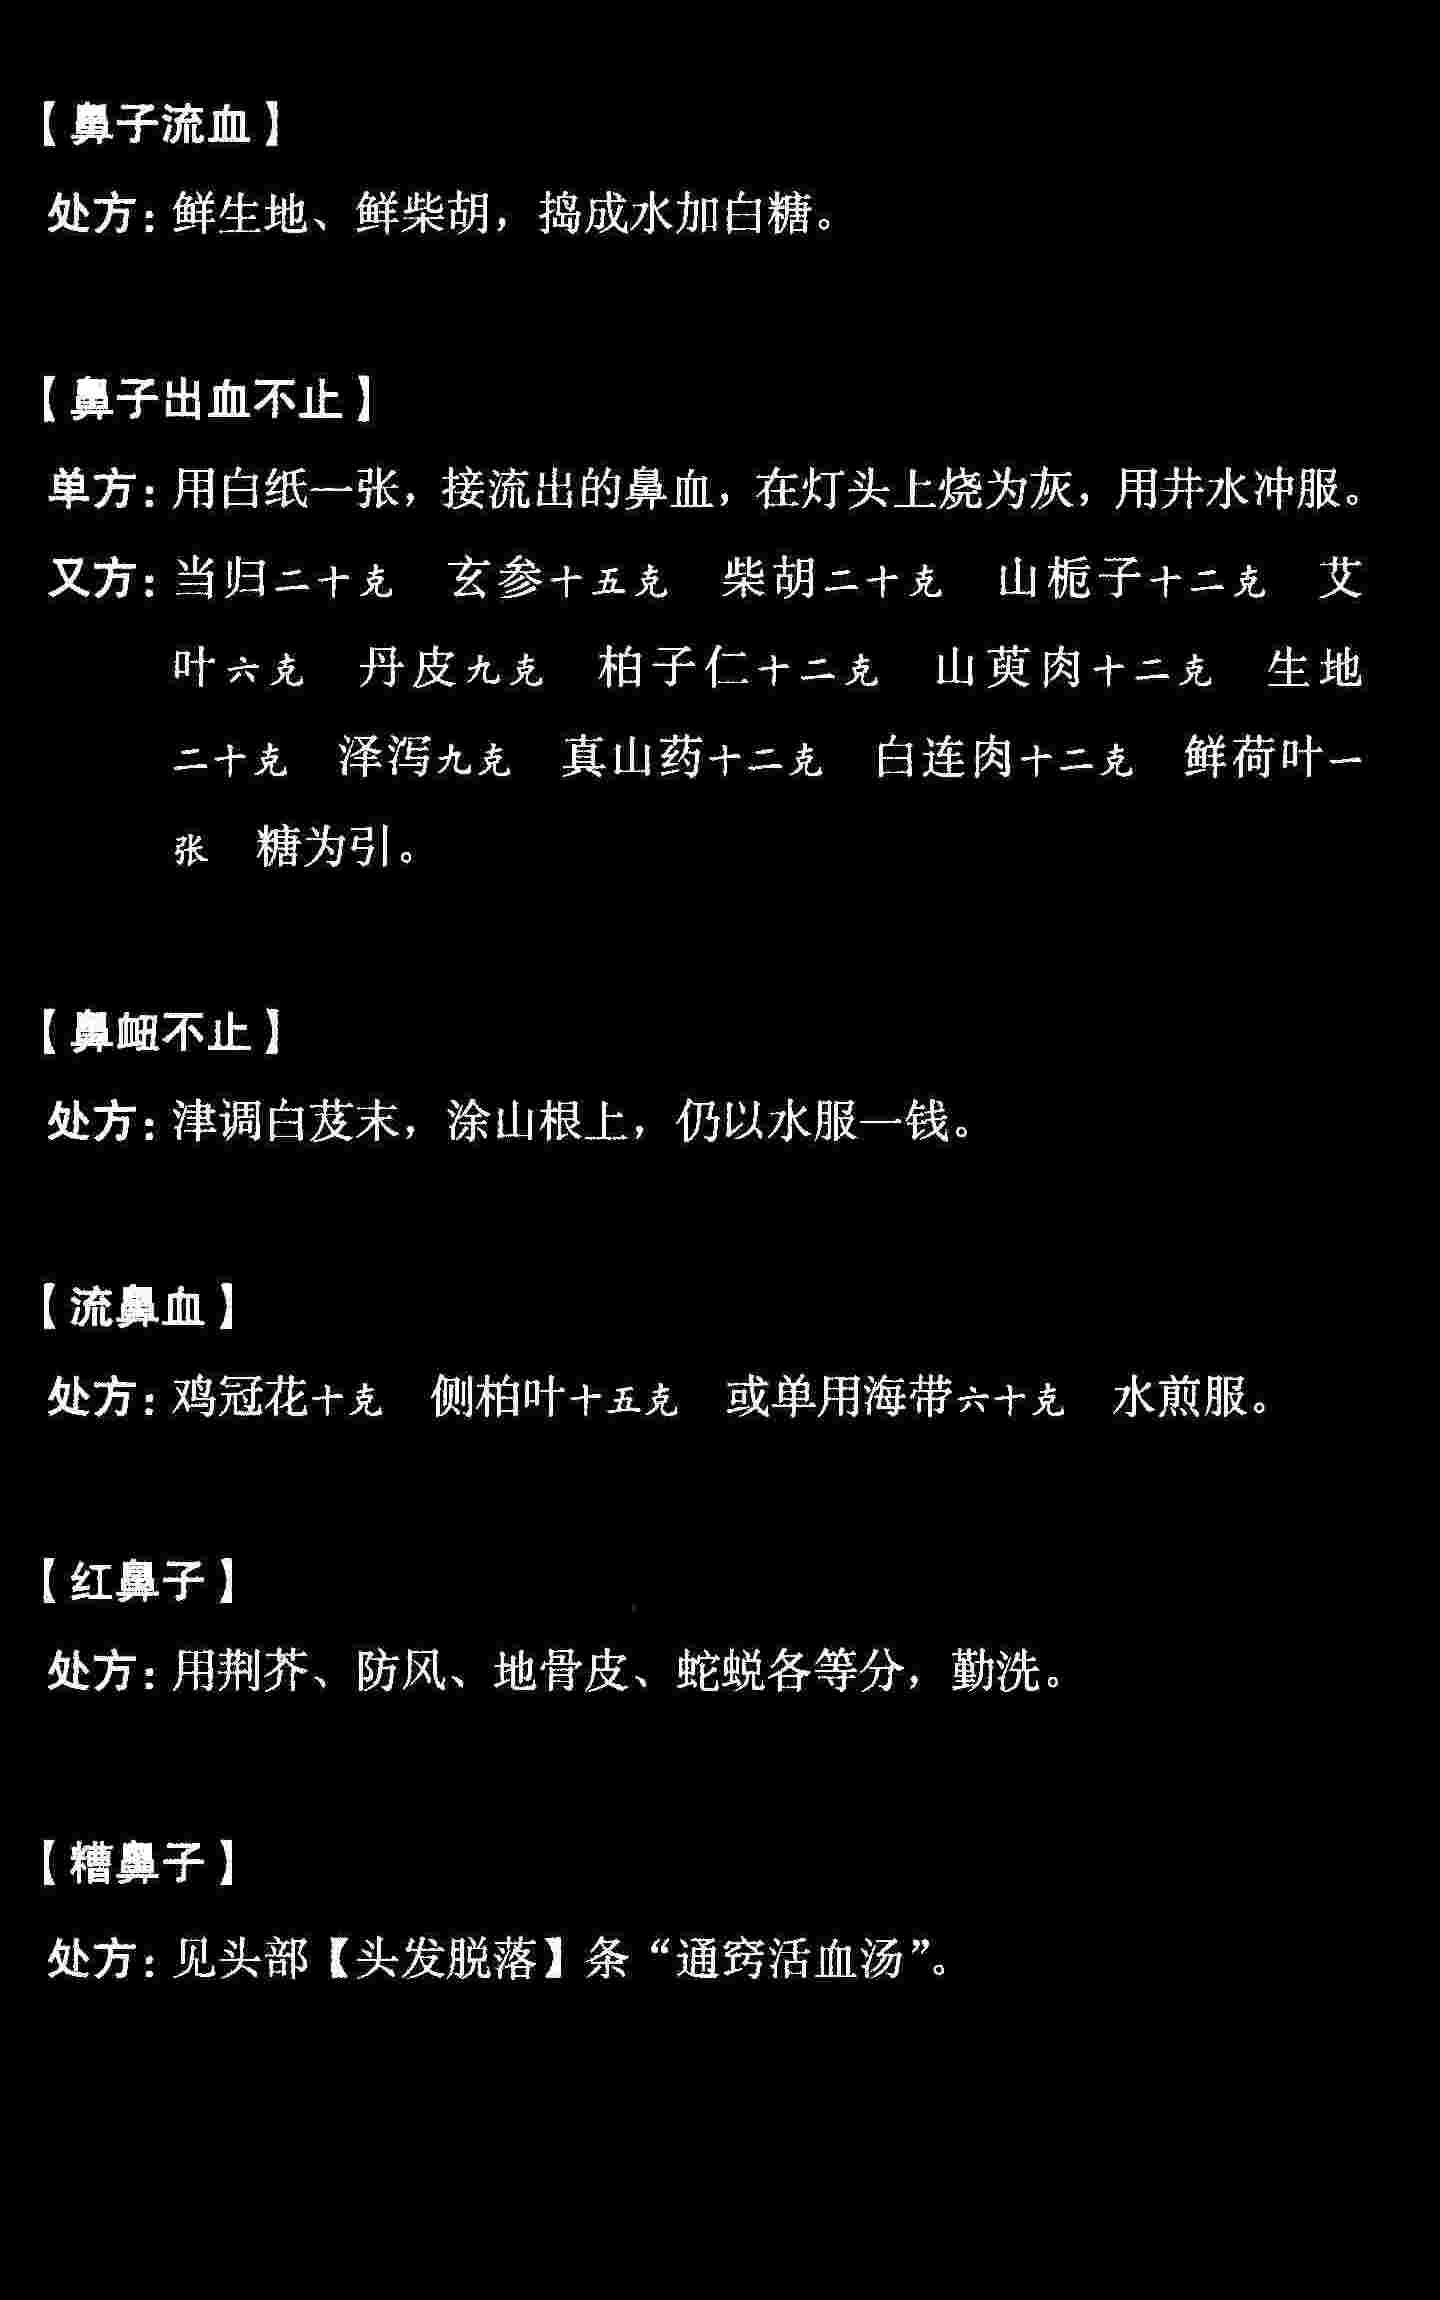 【鼻子流血】
处方：鲜生地、鲜柴胡，捣成水加白糖。
【鼻子出血不止】
单方：用白纸一张，接流出的鼻血，在灯头上烧为灰，用井水冲服。
又方：当归二十克　玄参十五克　柴胡二十克　山栀子十二克　艾
叶六克　丹皮九克　柏子仁十二克　山萸肉十二克　生地
二十克　泽泻九克　真山药十二克　白连肉十二克　鲜荷叶一
张　糖为引。
【鼻衄不止】
处方：津调白芨末，涂山根上，仍以水服一钱。
【流鼻血】
处方：鸡冠花十克　侧柏叶十五克　或单用海带六十克　水煎服。
【红鼻子】
处方：用荆芥、防风、地骨皮、蛇蜕各等分，勤洗。
【糟鼻子】
处方：见头部【头发脱落】条“通窍活血汤”。